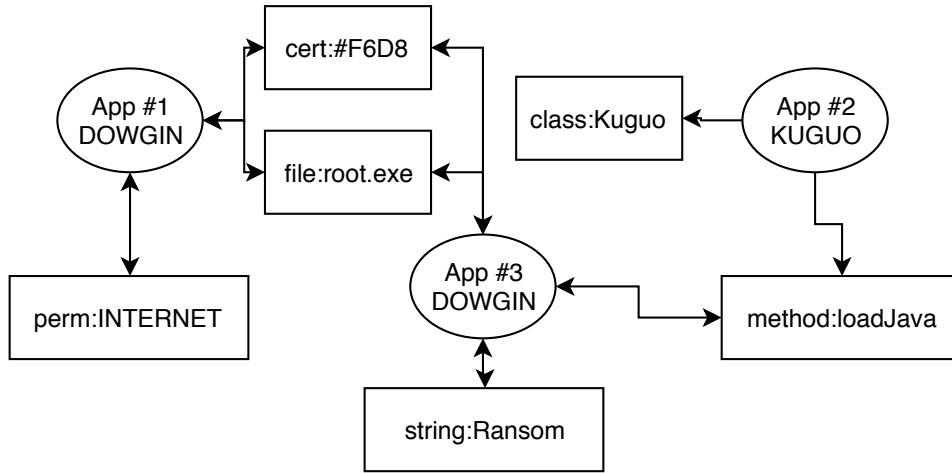 cert:#F6D8
App #1
DOWGIN
App #2
KUGUO
class:Kuguo
file:root.exe
App #3
DOWGIN
perm:INTERNET
method:loadJava
string:Ransom